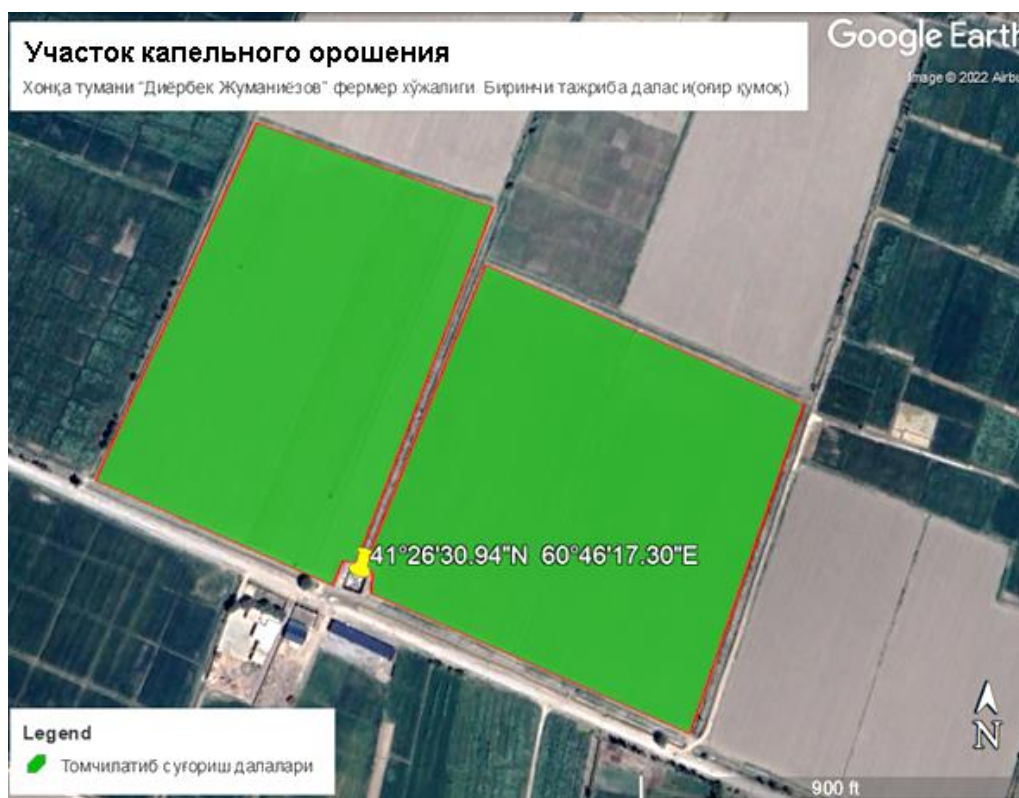 Участок капельного орошения
Хонқа тумани "Диёрбек Жуманиёзов" фермер хўжалиги. Биринчи тажриба даласи(оғир қумоқ)
Google Earth
Image © 2022 Airbu
41°26'30.94"N 60°46'17.30"E
Legend
Томчилатиб суғориш далалари
N
900 ft